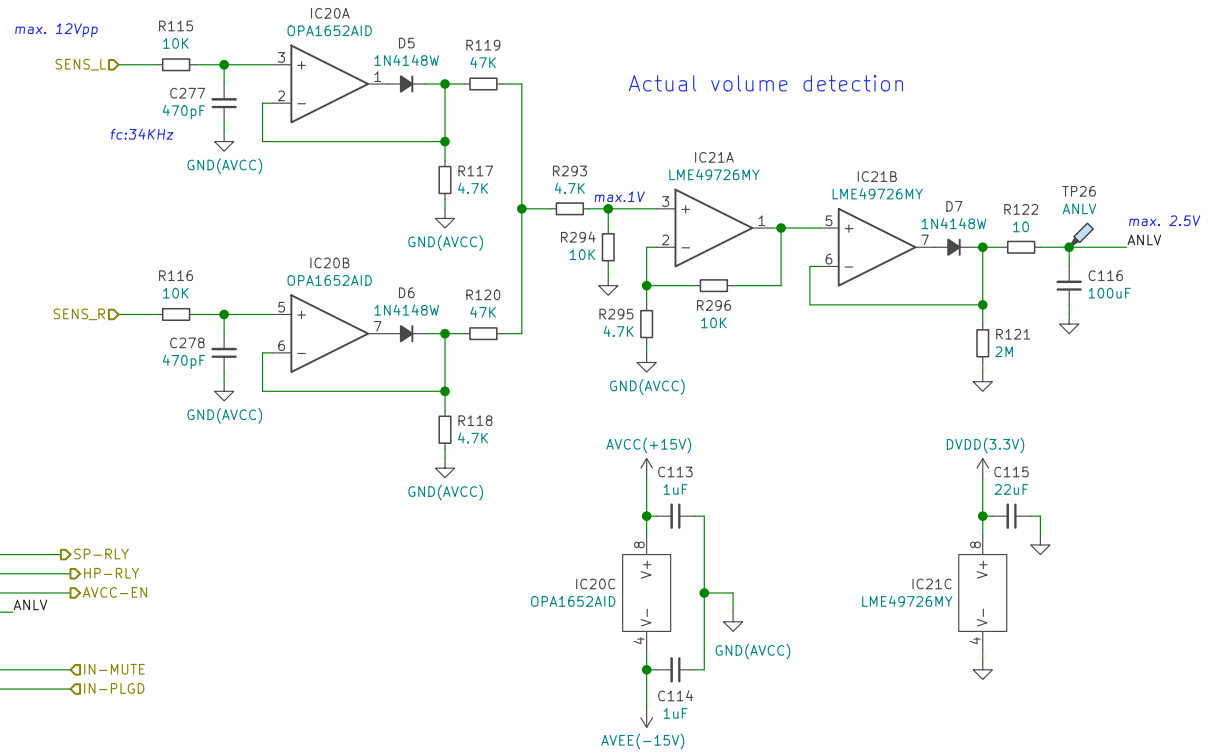 max. 12Vpp
SENS_L
R115
10K
C277
470pF
fc:34KHz
GND(AVCC)
IC20A
OPA1652AID
3
+
2
−
1
D5
1N4148W
R119
47K
R117
4.7K
GND(AVCC)
Actual volume detection
SENS_R
R116
10K
C278
470pF
GND(AVCC)
IC20B
OPA1652AID
5
+
6
−
7
D6
1N4148W
R120
47K
R118
4.7K
GND(AVCC)
R293
4.7K
max.1V
R294
10K
IC21A
LME49726MY
3
+
2
−
1
R295
4.7K
GND(AVCC)
R296
10K
IC21B
LME49726MY
5
+
6
−
7
D7
1N4148W
R122
10
TP26
ANLV
max. 2.5V
ANLV
C116
100uF
R121
2M
AVCC(+15V)
C113
1uF
8
V+
IC20C
OPA1652AID
V−
4
GND(AVCC)
C114
1uF
AVEE(−15V)
DVDD(3.3V)
C115
22uF
8
V+
IC21C
LME49726MY
V−
4
SP−RLY
HP−RLY
AVCC−EN
ANLV
IN−MUTE
IN−PLGD